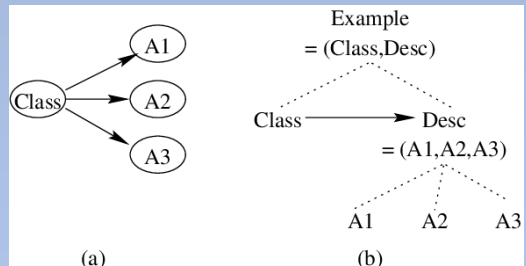 A1
Class
A2
A3
(a)
Example
= (Class,Desc)
Class
Desc
= (A1,A2,A3)
A1
A2
A3
(b)